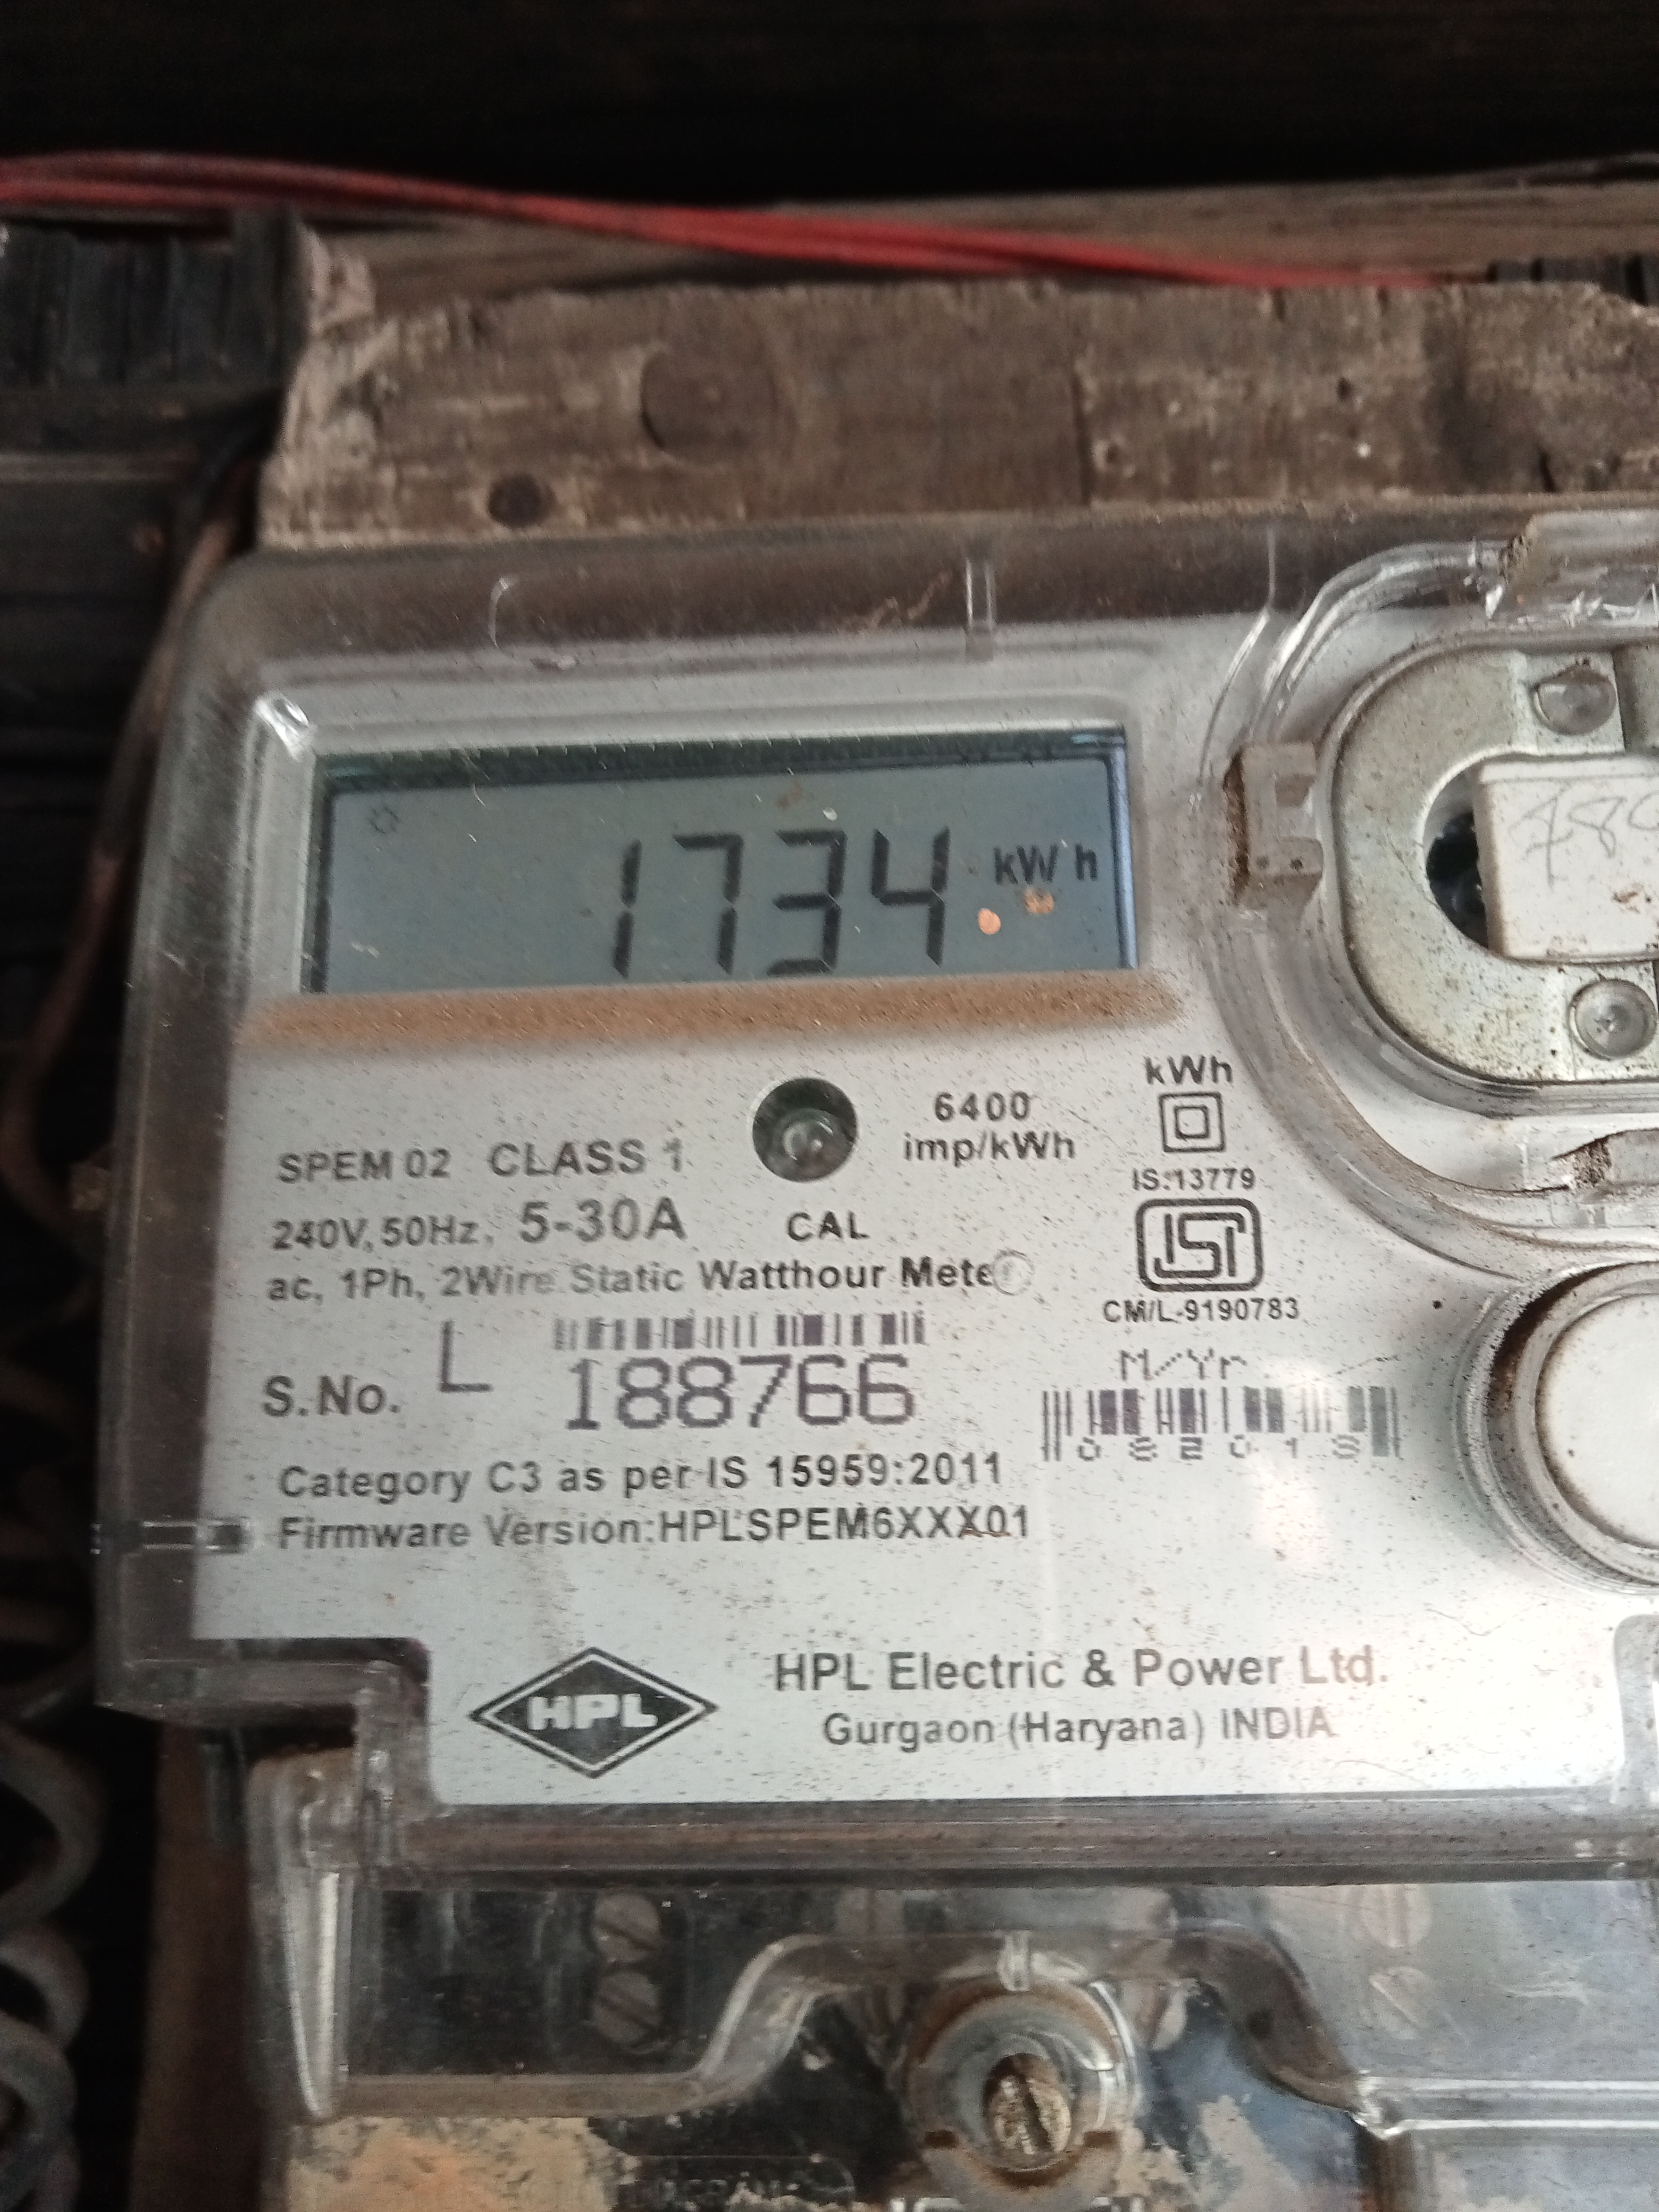 1734 kWh
kWh
6400
imp/kWh
SPEM 02 CLASS 1
IS:13779
240V, 50Hz, 5-30A
CAL
ISI
ac, 1Ph, 2Wire Static Watthour Meter
CM/L-9190783
M/Yr
S.No. L 188766
082018
Category C3 as per IS 15959:2011
Firmware Version:HPLSPEM6XXX01
HPL
HPL Electric & Power Ltd.
Gurgaon (Haryana) INDIA